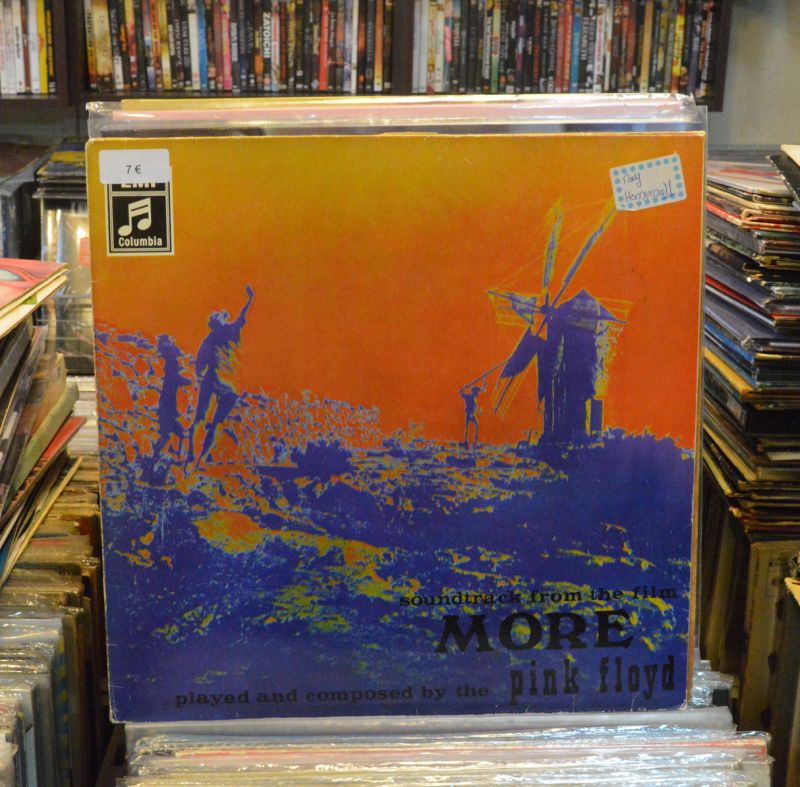 7 €
EMI
Columbia
soundtrack from the film
MORE
played and composed by the pink floyd